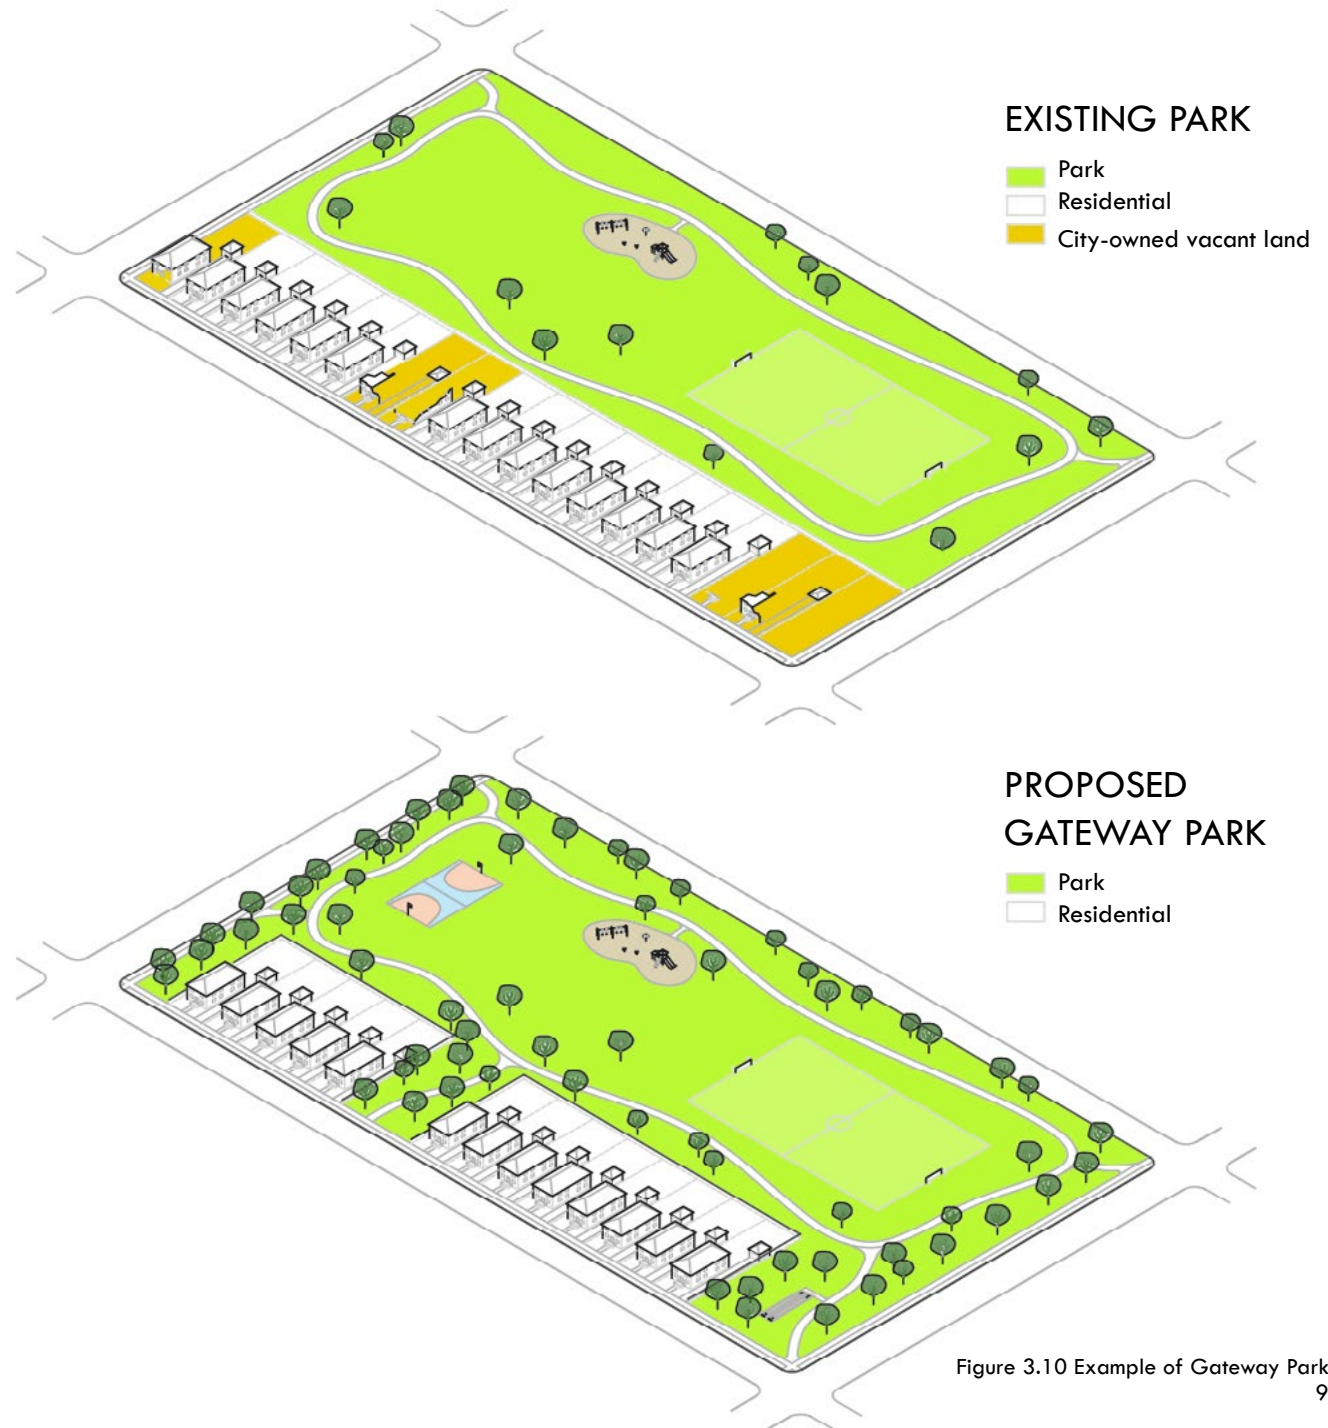 EXISTING PARK
Park
Residential
City-owned vacant land
PROPOSED
GATEWAY PARK
Park
Residential
Figure 3.10 Example of Gateway Park
9